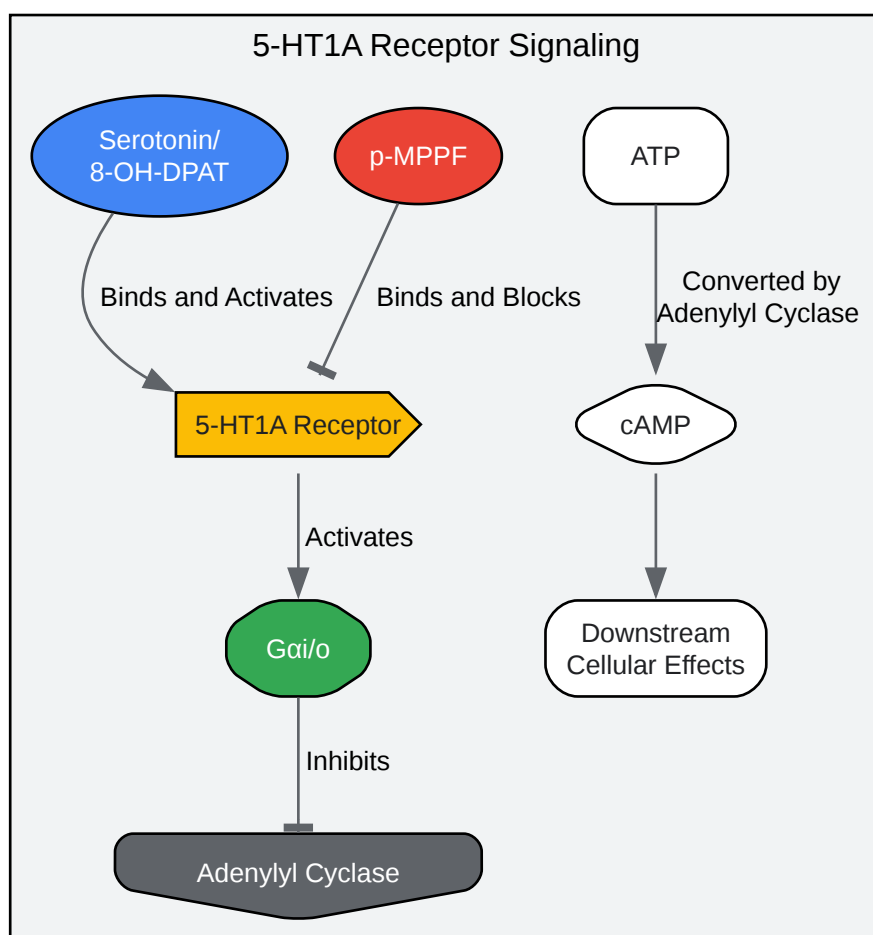 5-HT1A Receptor Signaling
Serotonin/
8-OH-DPAT
p-MPPF
ATP
Binds and Activates
Binds and Blocks
Converted by
Adenylyl Cyclase
5-HT1A Receptor
cAMP
Activates
Gαi/o
Downstream
Cellular Effects
Inhibits
Adenylyl Cyclase